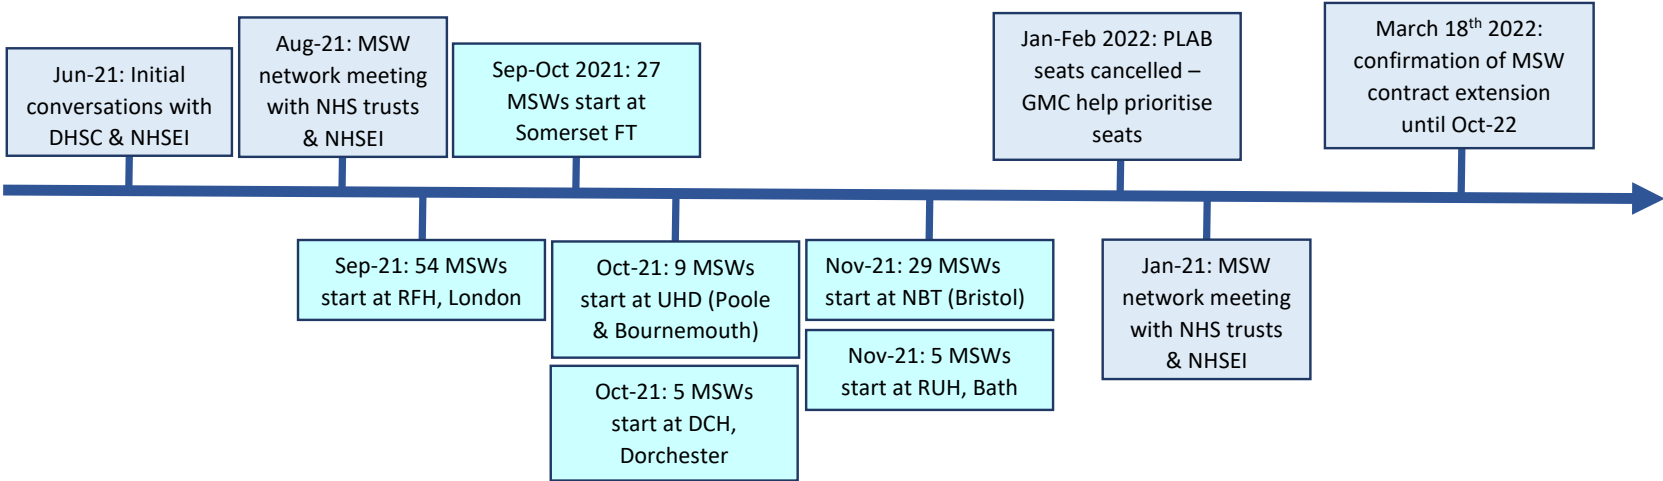 Jun-21: Initial
conversations with
DHSC & NHSEI
Aug-21: MSW
network meeting
with NHS trusts
& NHSEI
Sep-Oct 2021: 27
MSWs start at
Somerset FT
Jan-Feb 2022: PLAB
seats cancelled –
GMC help prioritise
seats
March 18th 2022:
confirmation of MSW
contract extension
until Oct-22
Sep-21: 54 MSWs
start at RFH, London
Oct-21: 9 MSWs
start at UHD (Poole
& Bournemouth)
Oct-21: 5 MSWs
start at DCH,
Dorchester
Nov-21: 29 MSWs
start at NBT (Bristol)
Nov-21: 5 MSWs
start at RUH, Bath
Jan-21: MSW
network meeting
with NHS trusts
& NHSEI